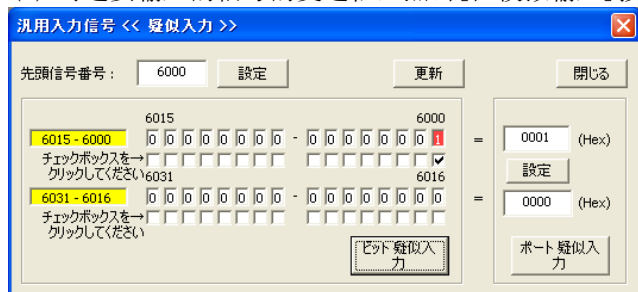 汎用入力信号 << 疑似入力 >>
先頭信号番号： 6000 設定 更新 閉じる
6015 6000
6015 - 6000 0 0 0 0 0 0 0 0 - 0 0 0 0 0 0 0 1 = 0001 (Hex)
チェックボックスを→
クリックしてください
設定
6031 6016
6031 - 6016 0 0 0 0 0 0 0 0 - 0 0 0 0 0 0 0 0 = 0000 (Hex)
チェックボックスを→
クリックしてください
ビット疑似入力
ポート疑似入力